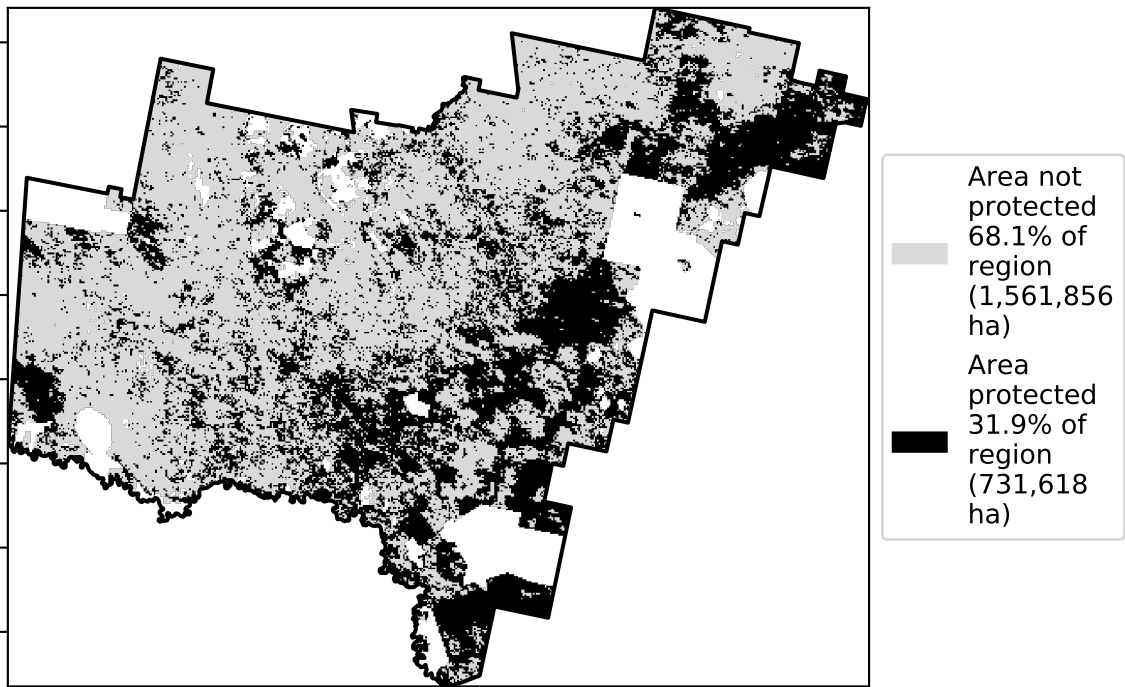 Area not
protected
68.1% of
region
(1,561,856
ha)
Area
protected
31.9% of
region
(731,618
ha)